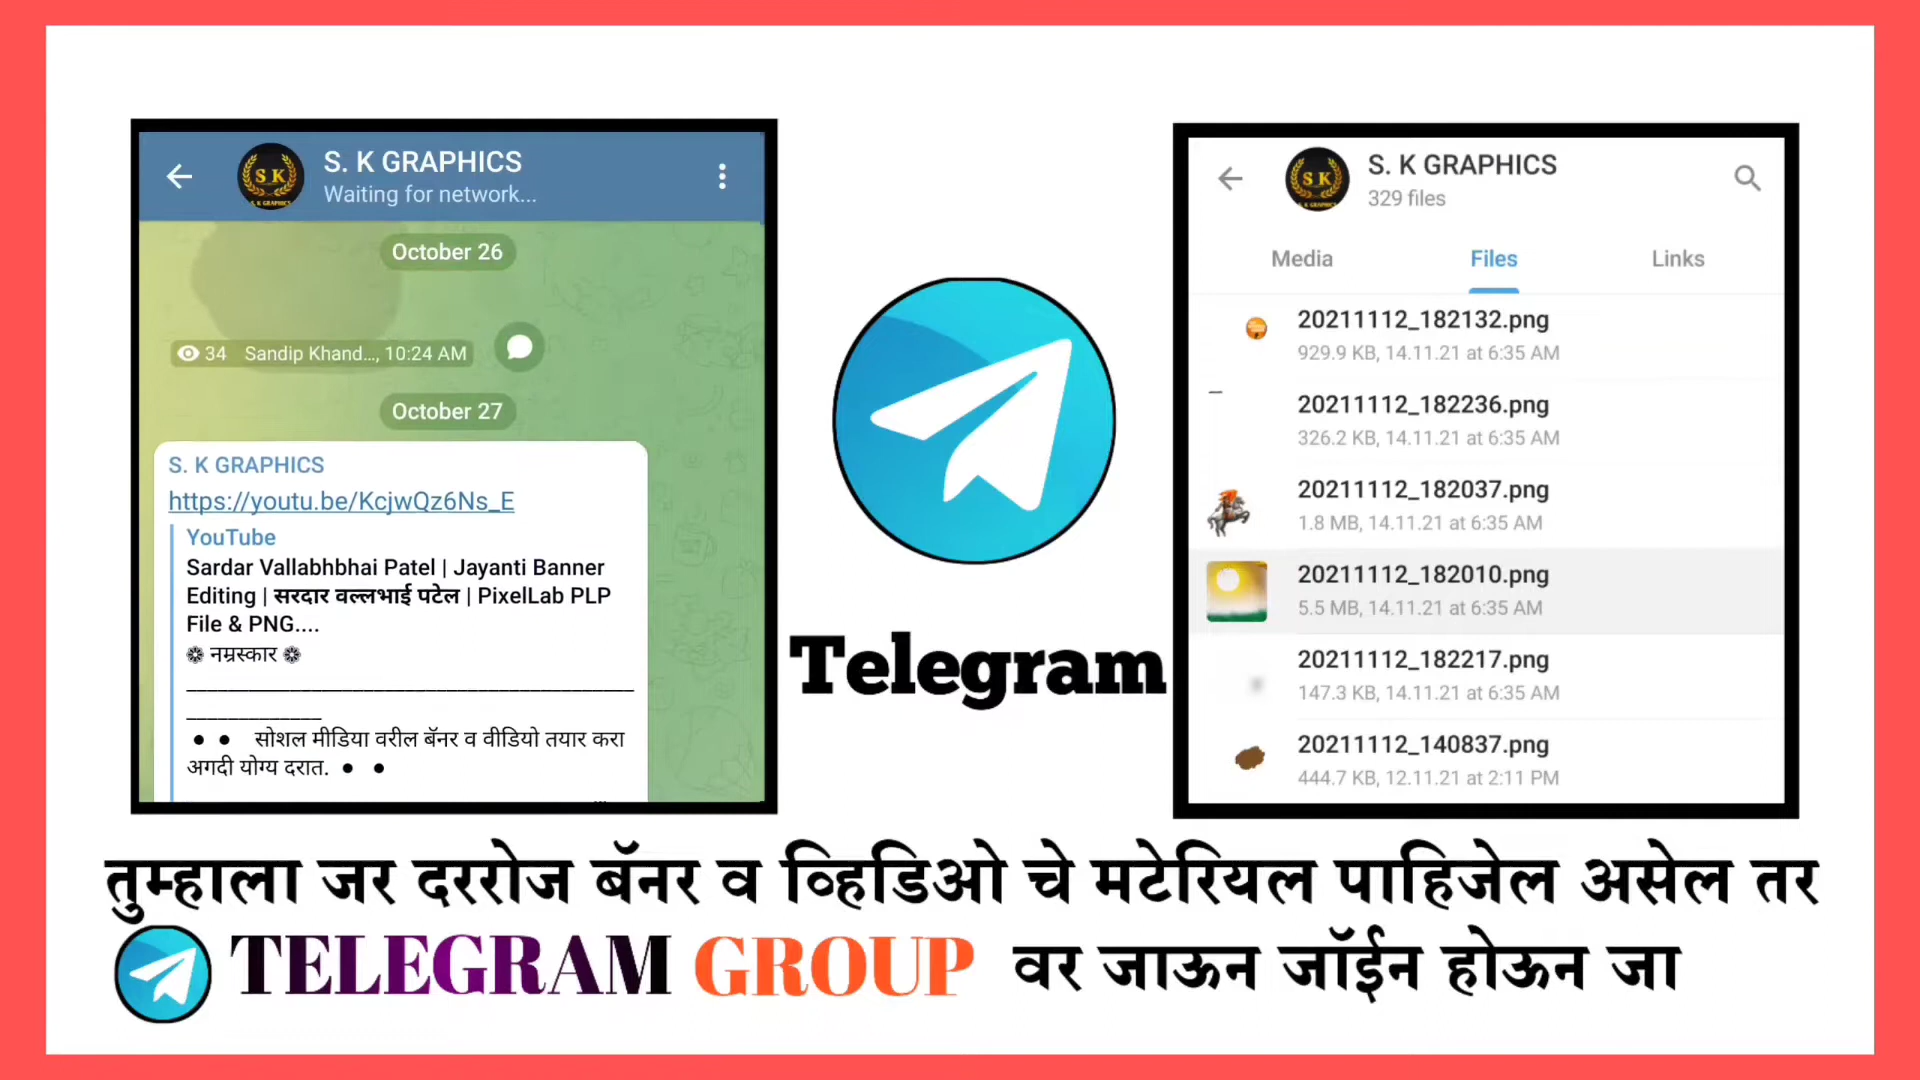 S. K GRAPHICS
Waiting for network...
October 26
34 Sandip Khand..., 10:24 AM
October 27
S. K GRAPHICS
https://youtu.be/KcjwQz6Ns_E
YouTube
Sardar Vallabhbhai Patel | Jayanti Banner
Editing | सरदार वल्लभाई पटेल | PixelLab PLP
File & PNG....
❁ नम्रस्कार ❁
● ● सोशल मीडिया वरील बॅनर व वीडियो तयार करा
अगदी योग्य दरात. ● ●
Telegram
S K
S. K GRAPHICS
329 files
Media Files Links
20211112_182132.png
929.9 KB, 14.11.21 at 6:35 AM
20211112_182236.png
326.2 KB, 14.11.21 at 6:35 AM
20211112_182037.png
1.8 MB, 14.11.21 at 6:35 AM
20211112_182010.png
5.5 MB, 14.11.21 at 6:35 AM
20211112_182217.png
147.3 KB, 14.11.21 at 6:35 AM
20211112_140837.png
444.7 KB, 12.11.21 at 2:11 PM
तुम्हाला जर दररोज बॅनर व व्हिडिओ चे मटेरियल पाहिजेल असेल तर
TELEGRAM GROUP वर जाऊन जॉईन होऊन जा